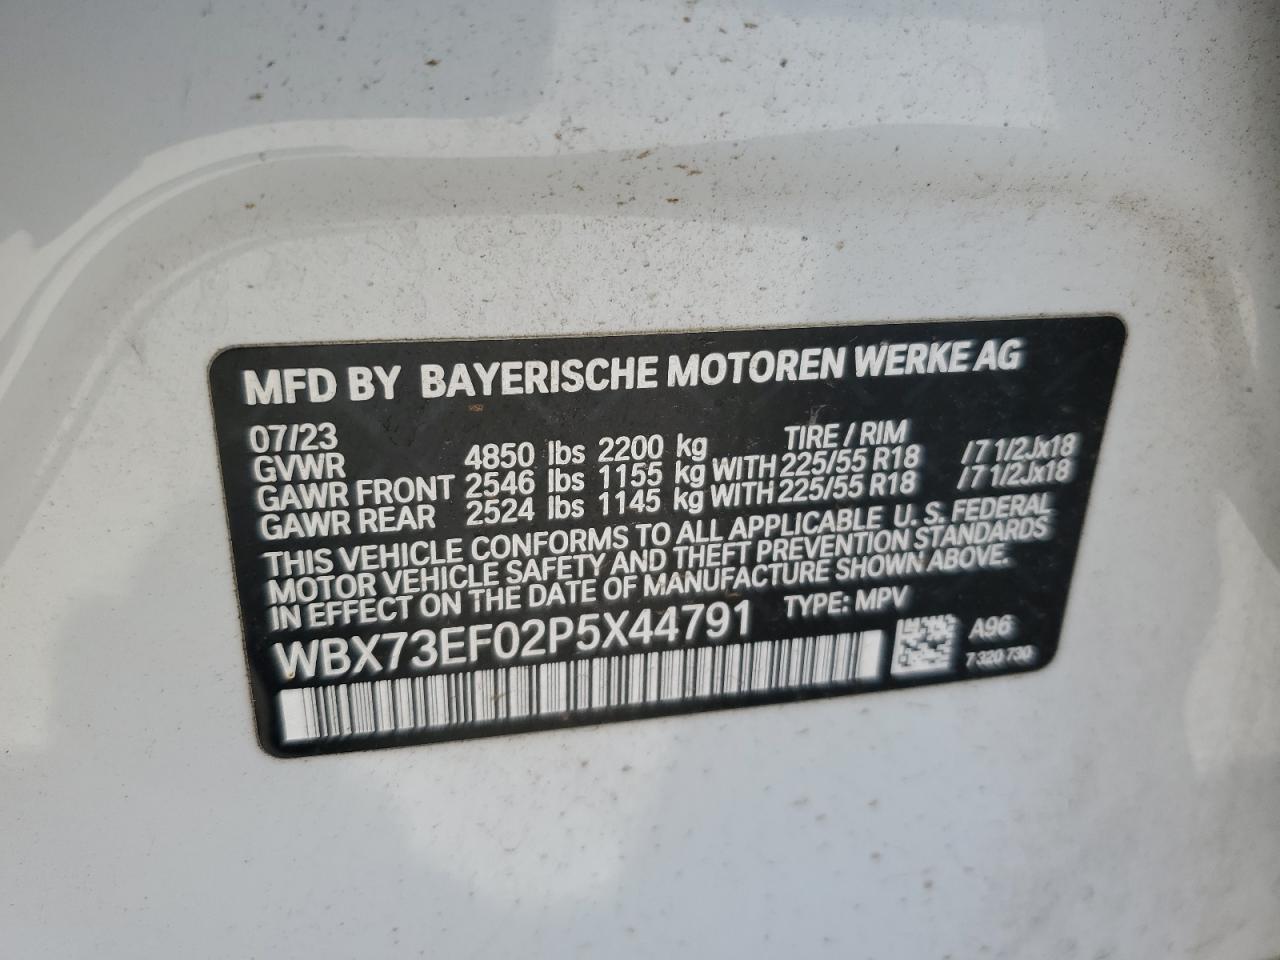 MFD BY BAYERISCHE MOTOREN WERKE AG
07/23 TIRE / RIM
GVWR 4850 lbs 2200 kg
GAWR FRONT 2546 lbs 1155 kg WITH 225/55 R18 /7 1/2Jx18
GAWR REAR 2524 lbs 1145 kg WITH 225/55 R18 /7 1/2Jx18
THIS VEHICLE CONFORMS TO ALL APPLICABLE U. S. FEDERAL
MOTOR VEHICLE SAFETY AND THEFT PREVENTION STANDARDS
IN EFFECT ON THE DATE OF MANUFACTURE SHOWN ABOVE.
WBX73EF02P5X44791 TYPE: MPV
A96
7 320 730